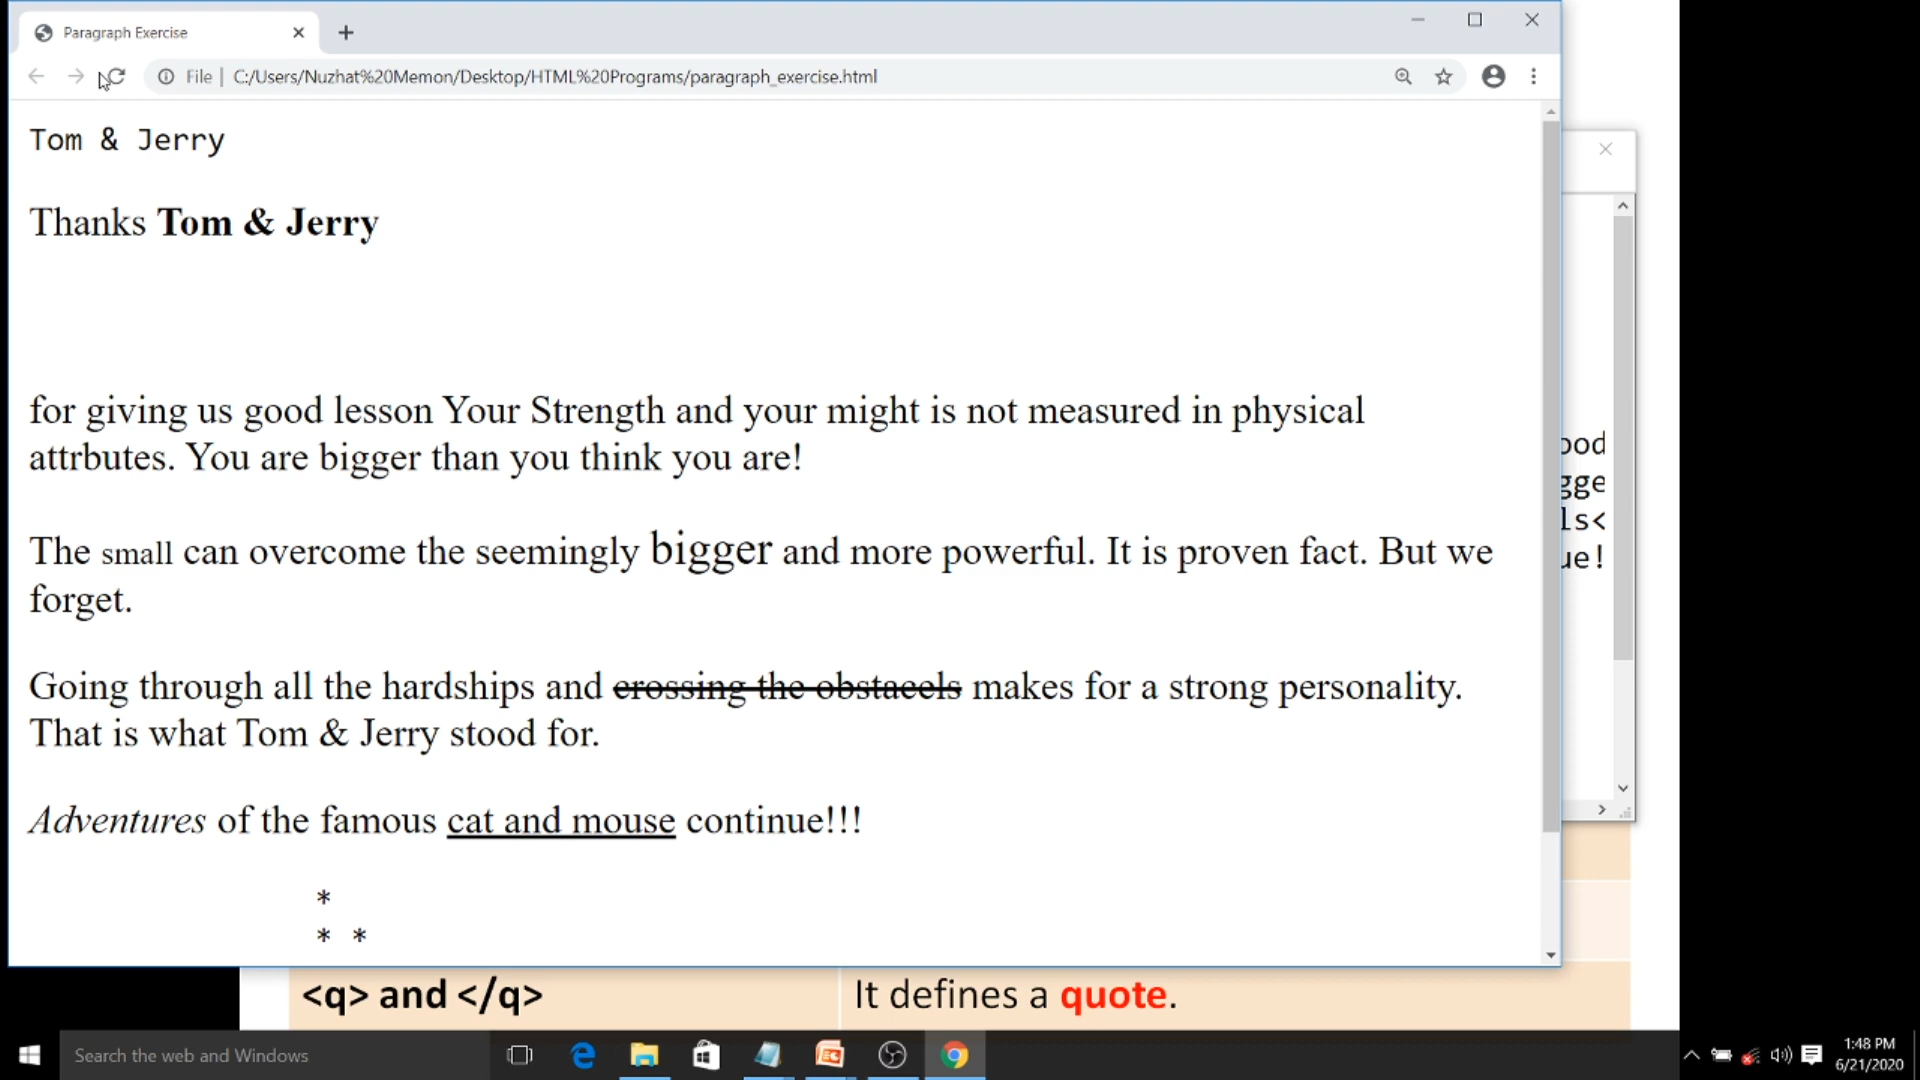 Paragraph Exercise
File | C:/Users/Nuzhat%20Memon/Desktop/HTML%20Programs/paragraph_exercise.html
Tom & Jerry
Thanks Tom & Jerry
for giving us good lesson Your Strength and your might is not measured in physical
attrbutes. You are bigger than you think you are!
The small can overcome the seemingly bigger and more powerful. It is proven fact. But we
forget.
Going through all the hardships and crossing the obstacels makes for a strong personality.
That is what Tom & Jerry stood for.
Adventures of the famous cat and mouse continue!!!
*
* *
ood
gge
ls<
ue!
<q> and </q>
It defines a quote.
Search the web and Windows
1:48 PM
6/21/2020